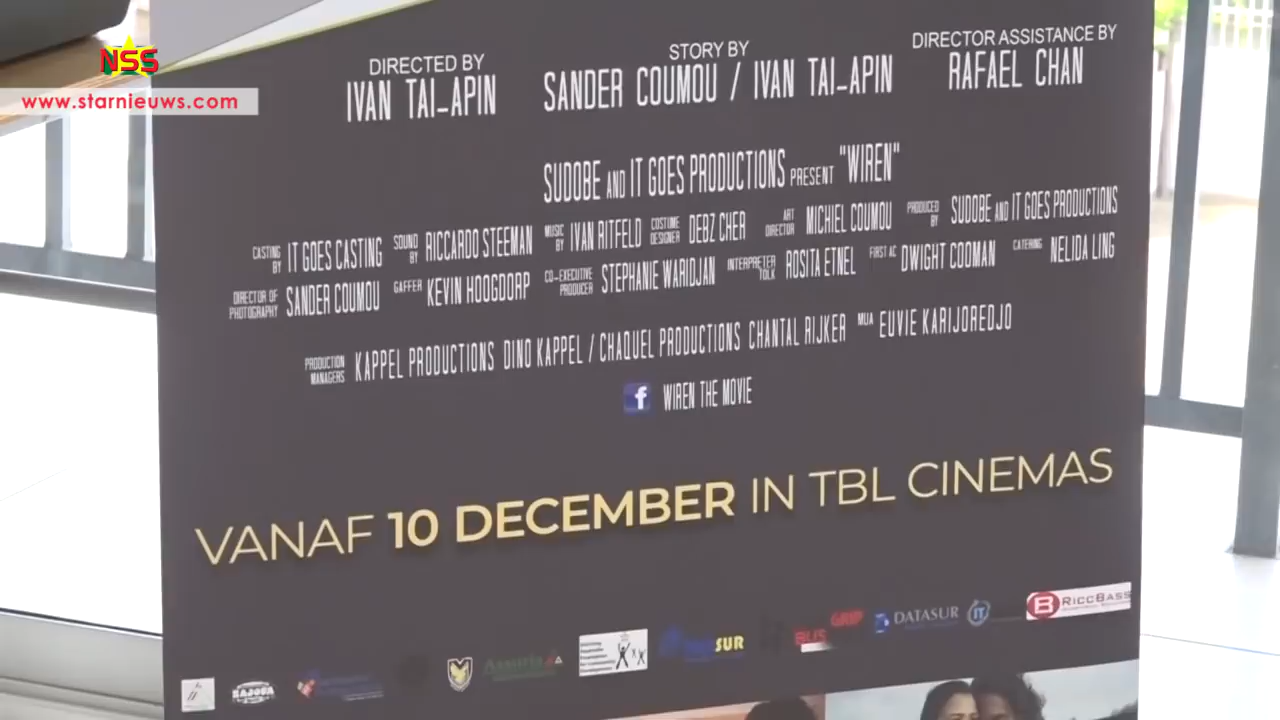 NSS
www.starnieuws.com
DIRECTED BY
IVAN TAI-APIN
STORY BY
SANDER COUMOU / IVAN TAI-APIN
DIRECTOR ASSISTANCE BY
RAFAEL CHAN
SUDOBE AND IT GOES PRODUCTIONS PRESENT "WIREN"
CASTING BY IT GOES CASTING SOUND BY RICCARDO STEEMAN MUSIC BY IVAN RITFELD COSTUME DESIGNER DEBZ CHER ART DIRECTOR MICHIEL COUMOU PRODUCED BY SUDOBE AND IT GOES PRODUCTIONS
DIRECTOR OF PHOTOGRAPHY SANDER COUMOU GAFFER KEVIN HOOGDORP CO-EXECUTIVE PRODUCER STEPHANIE WARIDJAN INTERPRETER TOLK ROSITA ETNEL FIRST AC DWIGHT COOMAN CATERING NELIDA LING
PRODUCTION MANAGERS KAPPEL PRODUCTIONS DINO KAPPEL / CHAQUEL PRODUCTIONS CHANTAL RIJKER MUA EUVIE KARIJOREDJO
f WIREN THE MOVIE
VANAF 10 DECEMBER IN TBL CINEMAS
SUR
GRIP
DATASUR
IT
B RICCBASS